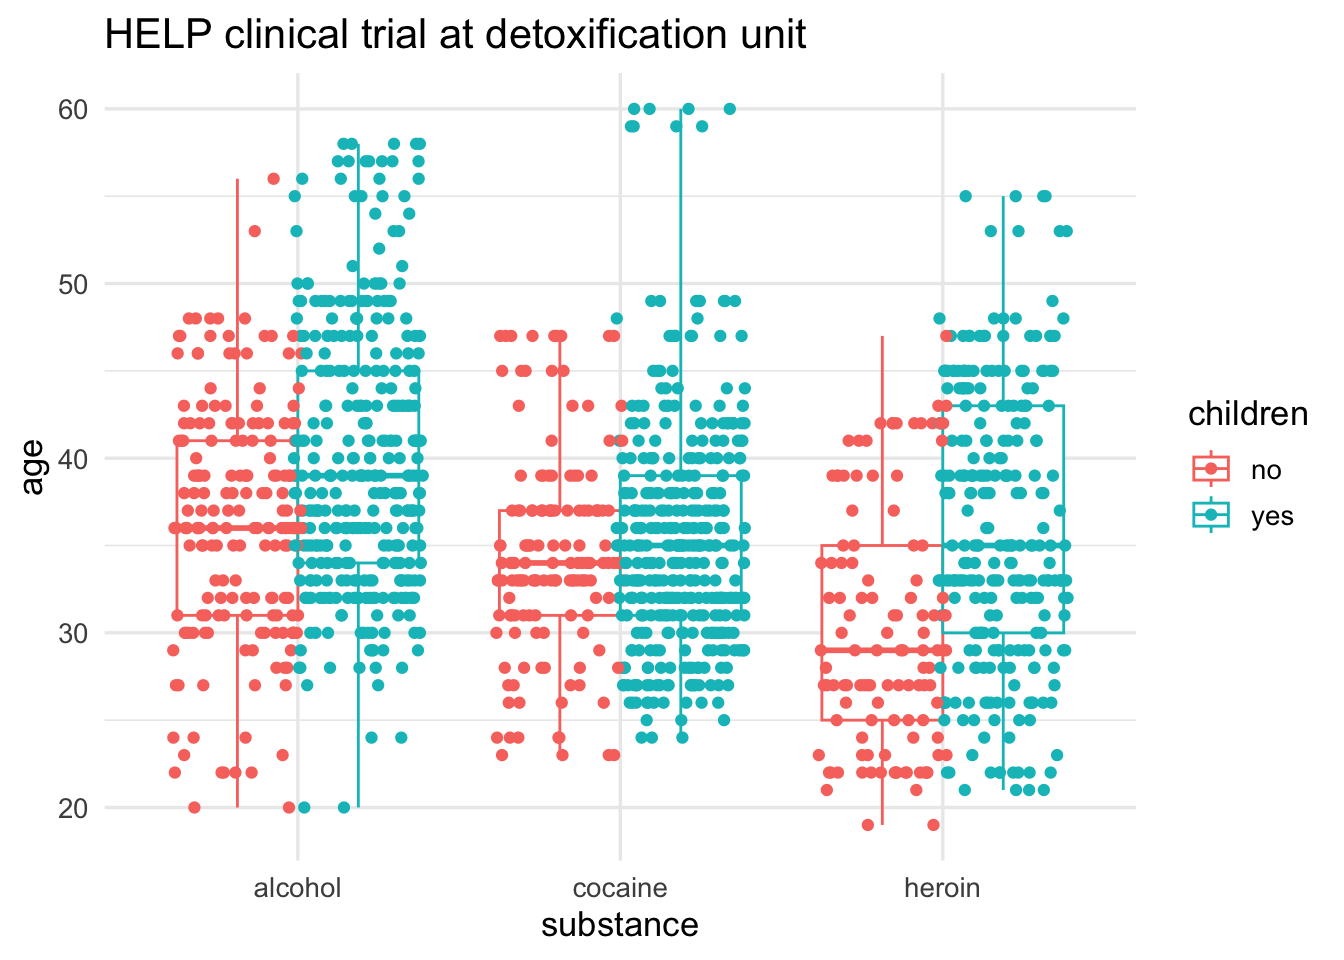 HELP clinical trial at detoxification unit
60
50
40
30
20
age
alcohol
cocaine
heroin
substance
children
no
yes